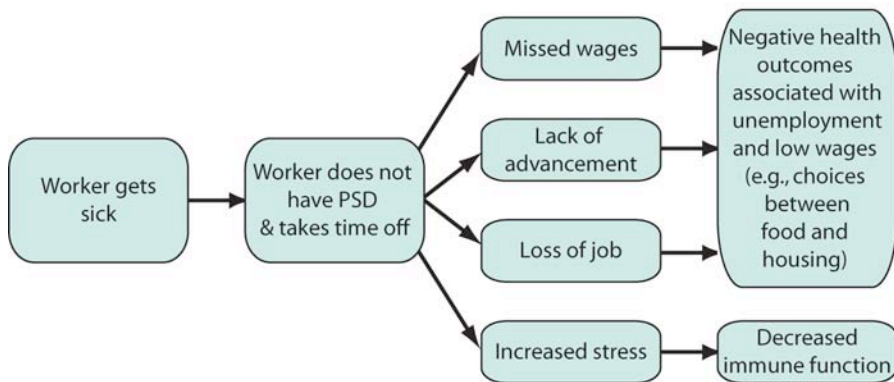 Worker gets
sick
Worker does not
have PSD
& takes time off
Missed wages
Lack of
advancement
Loss of job
Increased stress
Negative health
outcomes
associated with
unemployment
and low wages
(e.g., choices
between
food and
housing)
Decreased
immune function